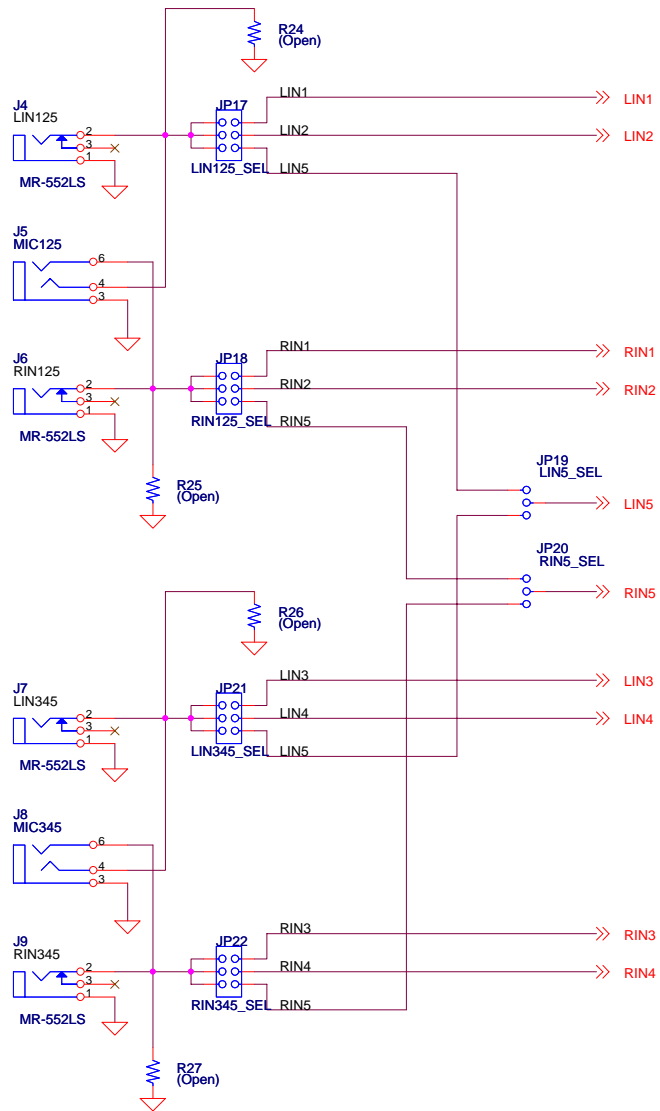 R24
(Open)
J4
LIN125
2
3
1
MR-552LS
JP17
LIN125_SEL
LIN1
LIN1
LIN2
LIN2
LIN5
J5
MIC125
6
4
3
J6
RIN125
2
3
1
MR-552LS
JP18
RIN125_SEL
RIN1
RIN1
RIN2
RIN2
RIN5
R25
(Open)
JP19
LIN5_SEL
LIN5
JP20
RIN5_SEL
RIN5
R26
(Open)
J7
LIN345
2
3
1
MR-552LS
JP21
LIN345_SEL
LIN3
LIN3
LIN4
LIN4
LIN5
J8
MIC345
6
4
3
J9
RIN345
2
3
1
MR-552LS
JP22
RIN345_SEL
RIN3
RIN3
RIN4
RIN4
RIN5
R27
(Open)